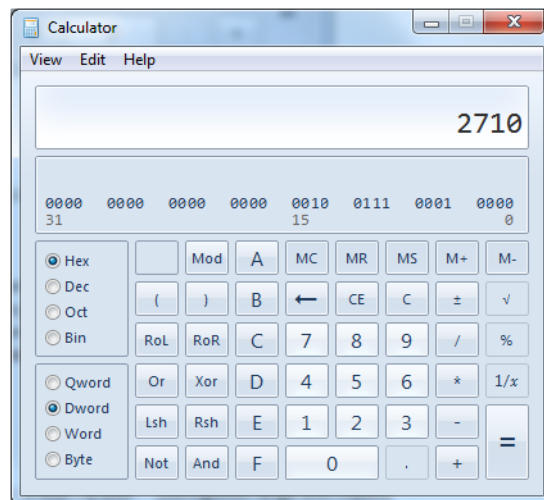 Calculator
View Edit Help
2710
0000 0000 0000 0000 0010 0111 0001 0000
31 15 0
Hex Mod A MC MR MS M+ M-
Dec ( ) B ← CE C ± √
Oct
Bin RoL RoR C 7 8 9 / %
Qword Or Xor D 4 5 6 * 1/x
Dword
Word Lsh Rsh E 1 2 3 - =
Byte Not And F 0 . +